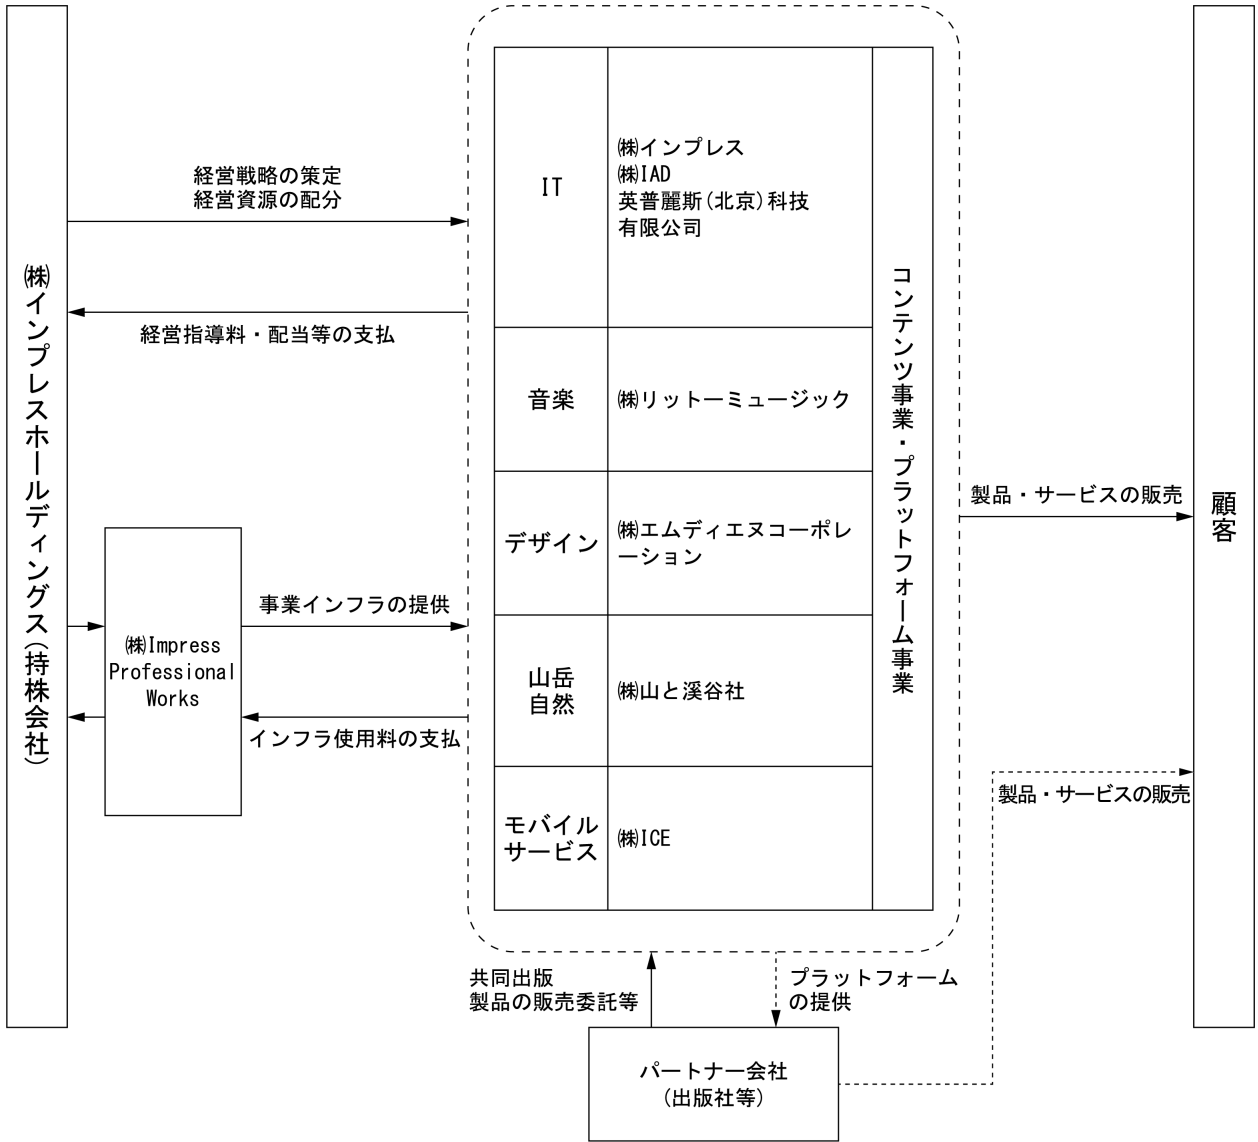 ㈱インプレスホールディングス(持株会社)
経営戦略の策定
経営資源の配分
経営指導料・配当等の支払
㈱Impress
Professional
Works
事業インフラの提供
インフラ使用料の支払
IT
㈱インプレス
㈱IAD
英普麗斯(北京)科技
有限公司
音楽
㈱リットーミュージック
デザイン
㈱エムディエヌコーポレ
ーション
山岳
自然
㈱山と溪谷社
モバイル
サービス
㈱ICE
コンテンツ事業・プラットフォーム事業
製品・サービスの販売
製品・サービスの販売
顧客
共同出版
製品の販売委託等
プラットフォーム
の提供
パートナー会社
(出版社等)